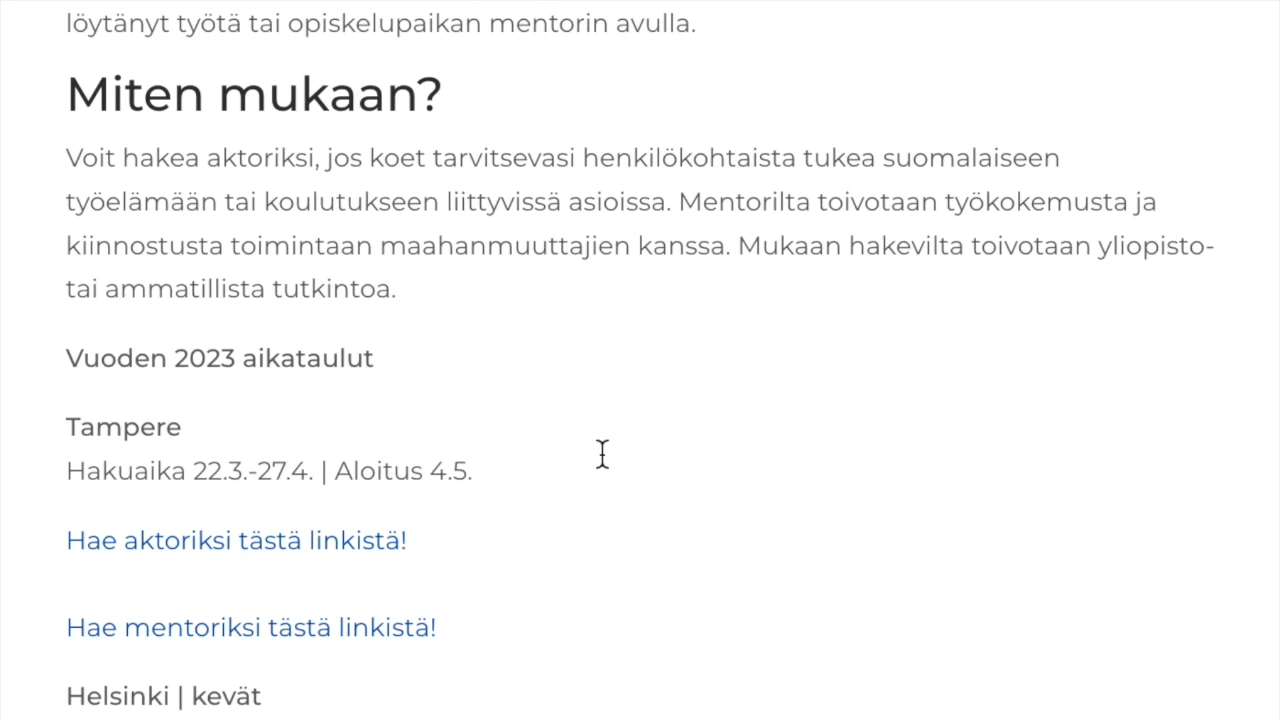 löytänyt työtä tai opiskelupaikan mentorin avulla.
Miten mukaan?
Voit hakea aktoriksi, jos koet tarvitsevasi henkilökohtaista tukea suomalaiseen
työelämään tai koulutukseen liittyvissä asioissa. Mentorilta toivotaan työkokemusta ja
kiinnostusta toimintaan maahanmuuttajien kanssa. Mukaan hakevilta toivotaan yliopisto-
tai ammatillista tutkintoa.
Vuoden 2023 aikataulut
Tampere
Hakuaika 22.3.-27.4. | Aloitus 4.5.
Hae aktoriksi tästä linkistä!
Hae mentoriksi tästä linkistä!
Helsinki | kevät